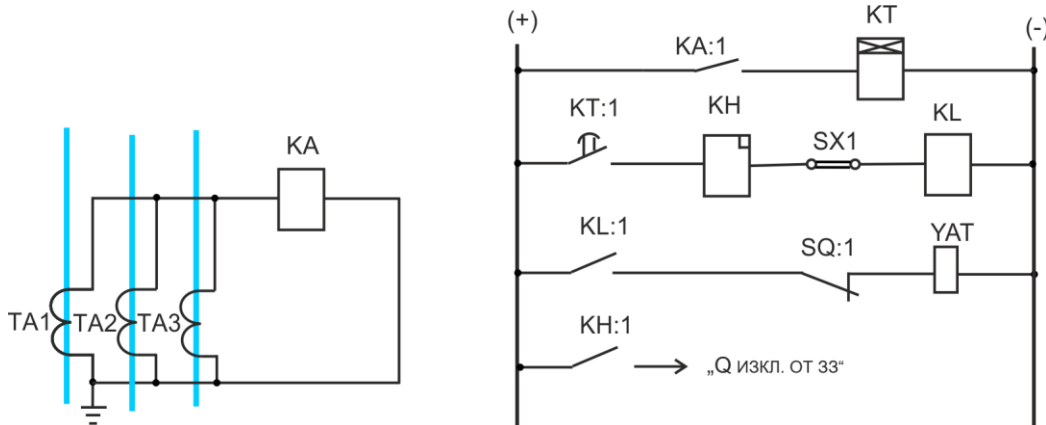 KA
TA1
TA2
TA3
(+)
(-)
KA:1
KT
KT:1
KH
SX1
KL
KL:1
SQ:1
YAT
KH:1
„Q ИЗКЛ. ОТ ЗЗ“